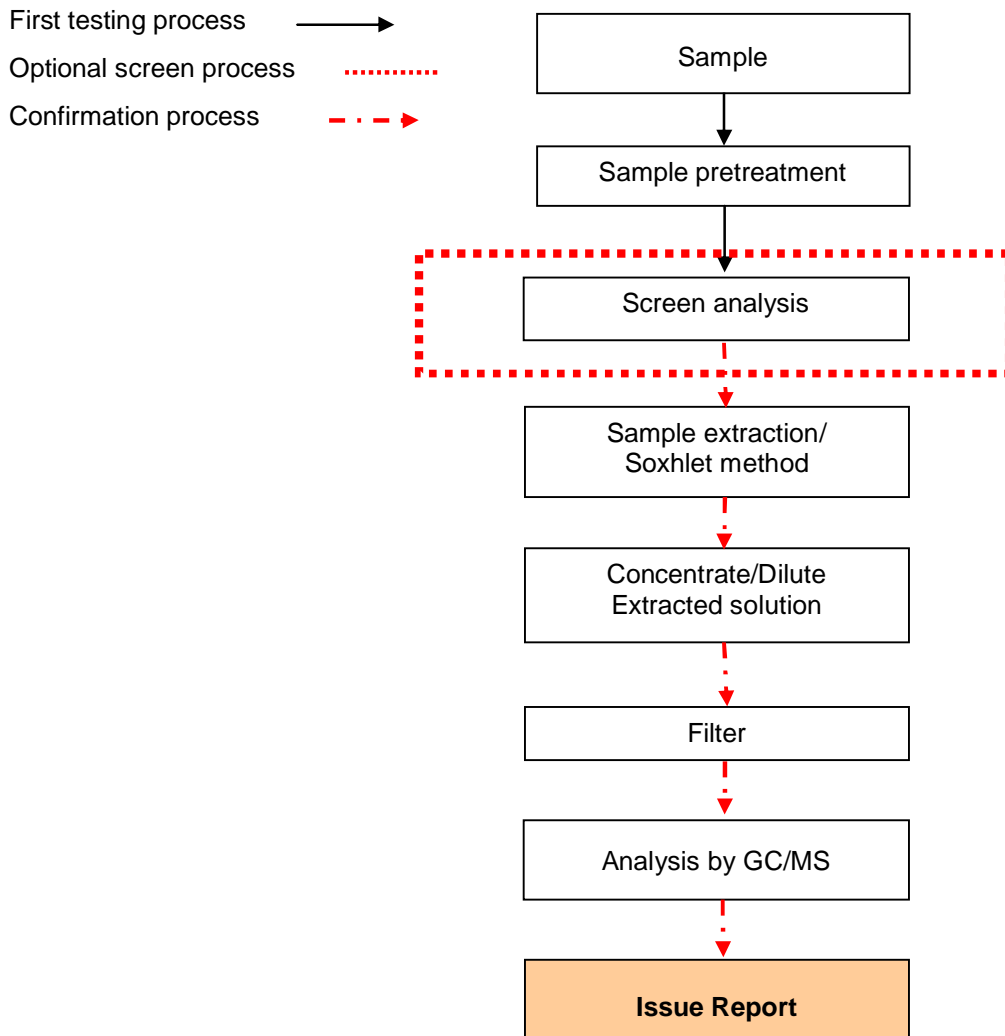 First testing process
Optional screen process
Confirmation process
Sample
Sample pretreatment
Screen analysis
Sample extraction/
Soxhlet method
Concentrate/Dilute
Extracted solution
Filter
Analysis by GC/MS
Issue Report